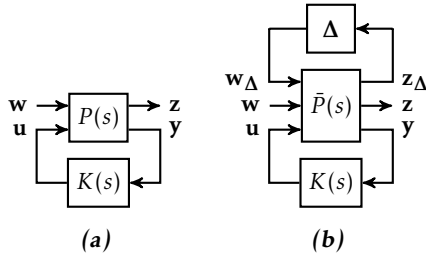 Δ
w_Δ z_Δ
w P(s) z
w P̄(s) z
u y
u y
K(s)
K(s)
(a)
(b)